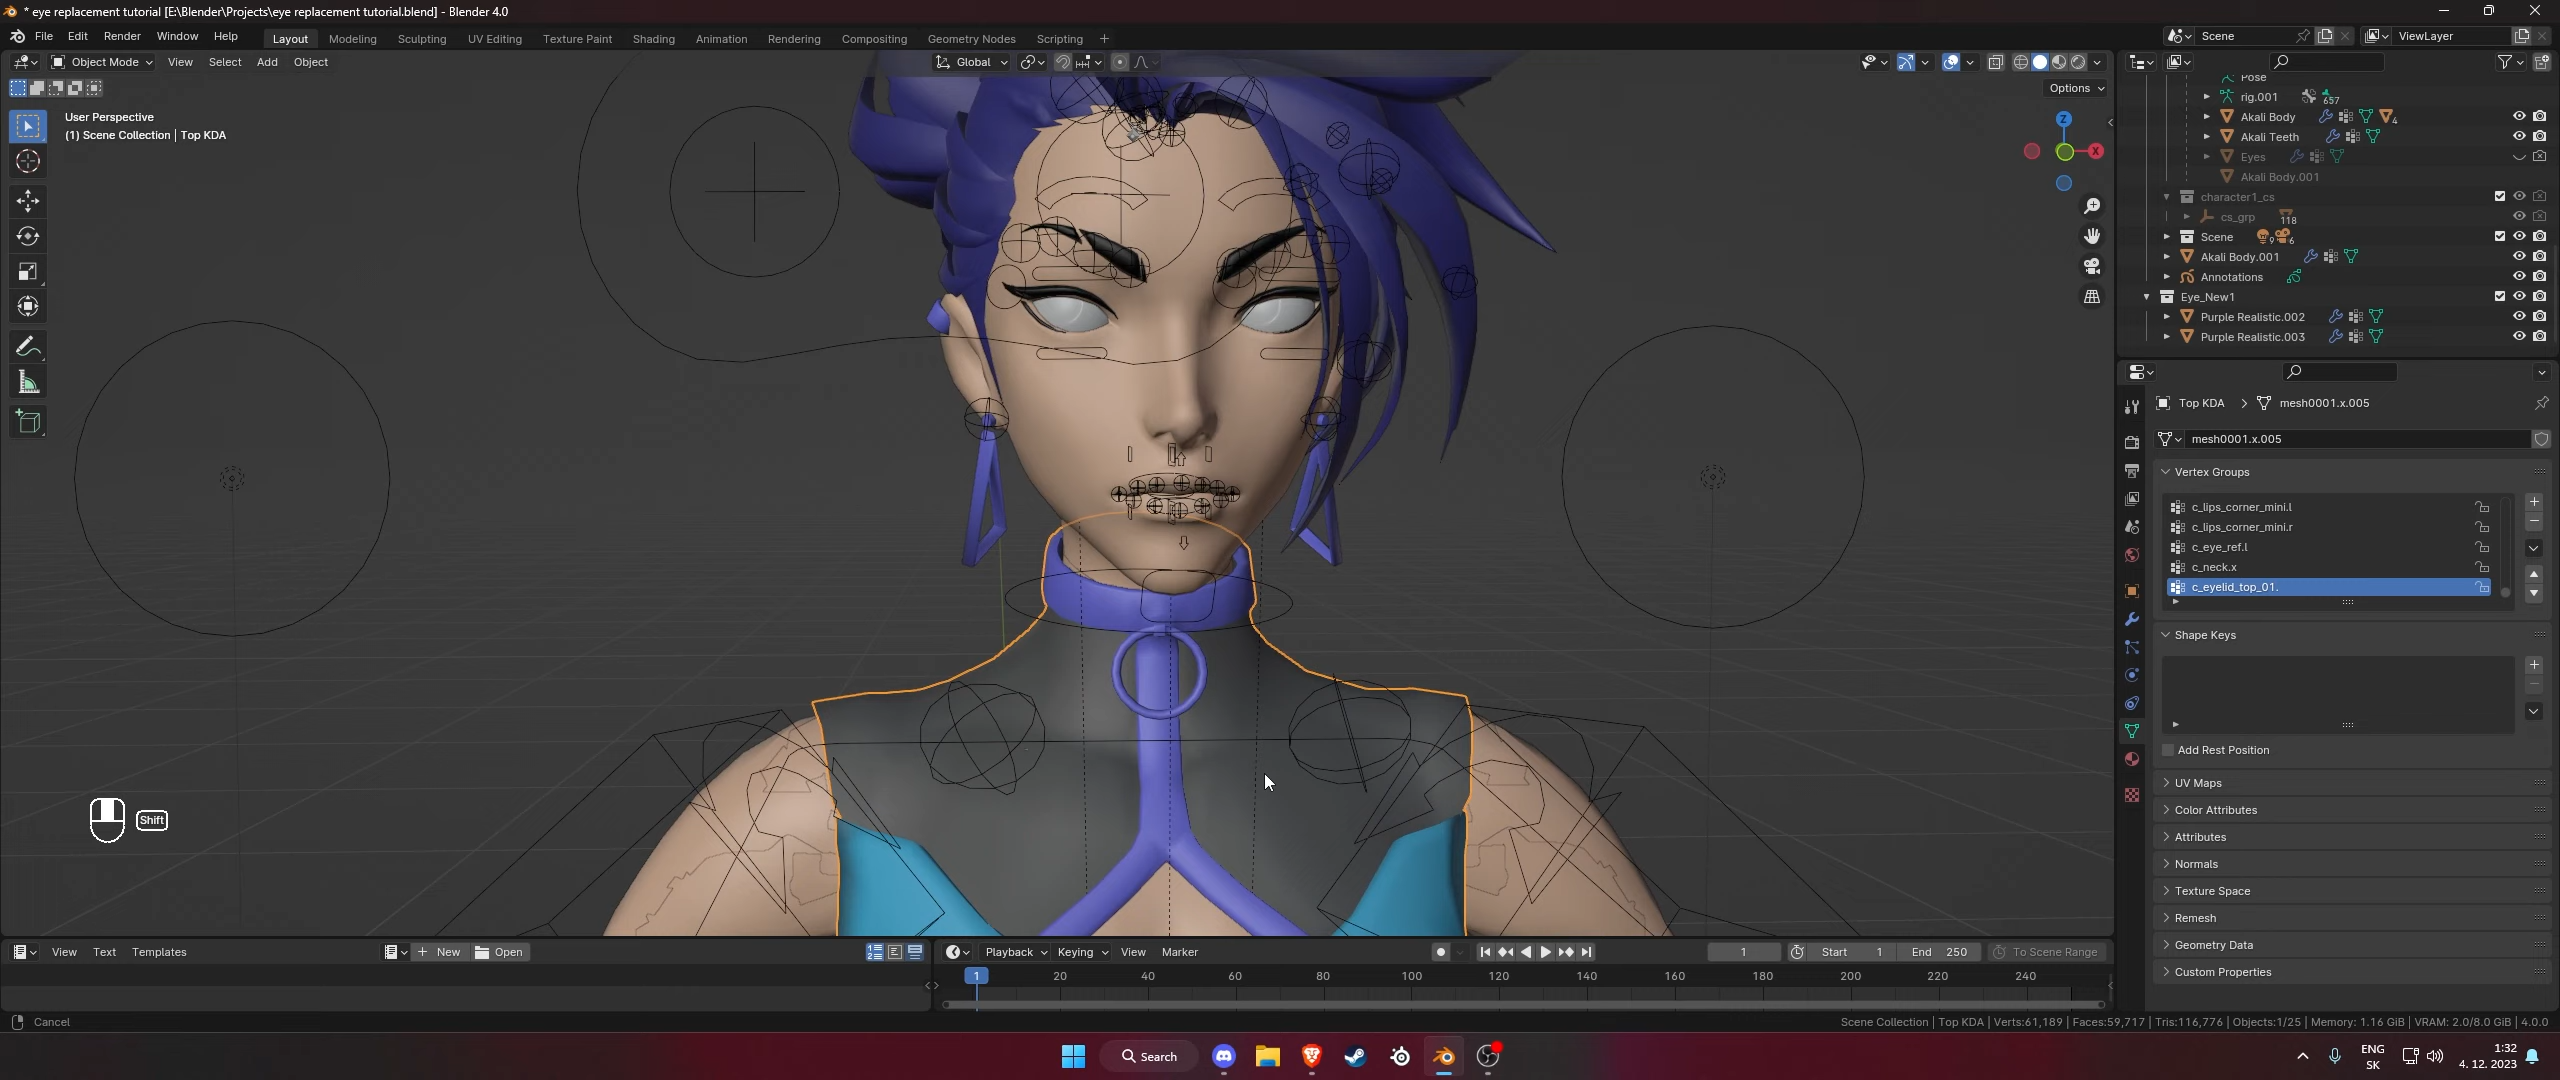 * eye replacement tutorial [E:\Blender\Projects\eye replacement tutorial.blend] - Blender 4.0
File Edit Render Window Help
Layout Modeling Sculpting UV Editing Texture Paint Shading Animation Rendering Compositing Geometry Nodes Scripting +
Scene
ViewLayer
Object Mode View Select Add Object
Global
Options
User Perspective
(1) Scene Collection | Top KDA
Z
X
Pose
rig.001 657
Akali Body 4
Akali Teeth
Eyes
Akali Body.001
character1_cs
cs_grp 118
Scene 9 6
Akali Body.001
Annotations
Eye_New1
Purple Realistic.002
Purple Realistic.003
Top KDA > mesh0001.x.005
mesh0001.x.005
Vertex Groups
c_lips_corner_mini.l
c_lips_corner_mini.r
c_eye_ref.l
c_neck.x
c_eyelid_top_01.
Shape Keys
Add Rest Position
UV Maps
Color Attributes
Attributes
Normals
Texture Space
Remesh
Geometry Data
Custom Properties
Shift
View Text Templates
+ New Open
Playback Keying View Marker
1
Start 1
End 250
To Scene Range
1 20 40 60 80 100 120 140 160 180 200 220 240
Cancel
Scene Collection | Top KDA | Verts:61,189 | Faces:59,717 | Tris:116,776 | Objects:1/25 | Memory: 1.16 GiB | VRAM: 2.0/8.0 GiB | 4.0.0
Search
ENG
SK
1:32
4. 12. 2023